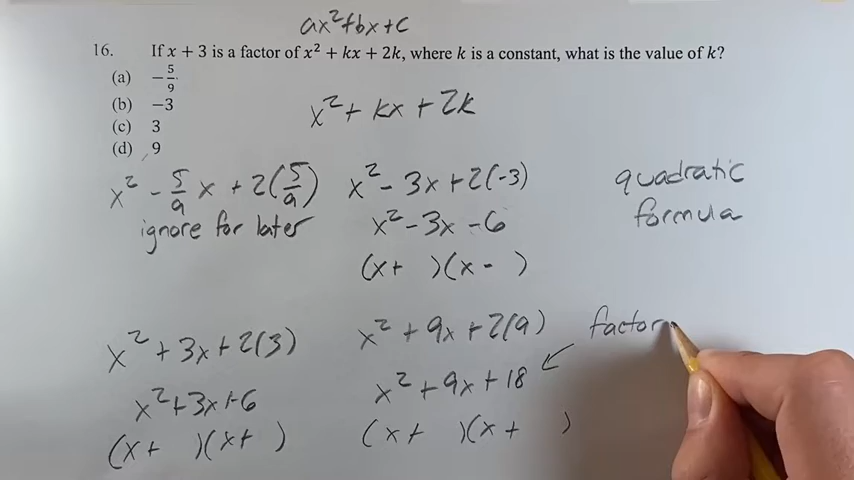 ax²+bx+c
16. If x + 3 is a factor of x² + kx + 2k, where k is a constant, what is the value of k?
(a) -5/9
(b) -3
(c) 3
(d) 9
x² + kx + 2k
x² - 5/9 x + 2(5/9)
ignore for later
x² - 3x + 2(-3)
x² - 3x - 6
(x + )(x - )
quadratic
formula
x² + 3x + 2(3)
x² + 3x + 6
(x + )(x + )
x² + 9x + 2(9)
x² + 9x + 18
(x + )(x + )
factor